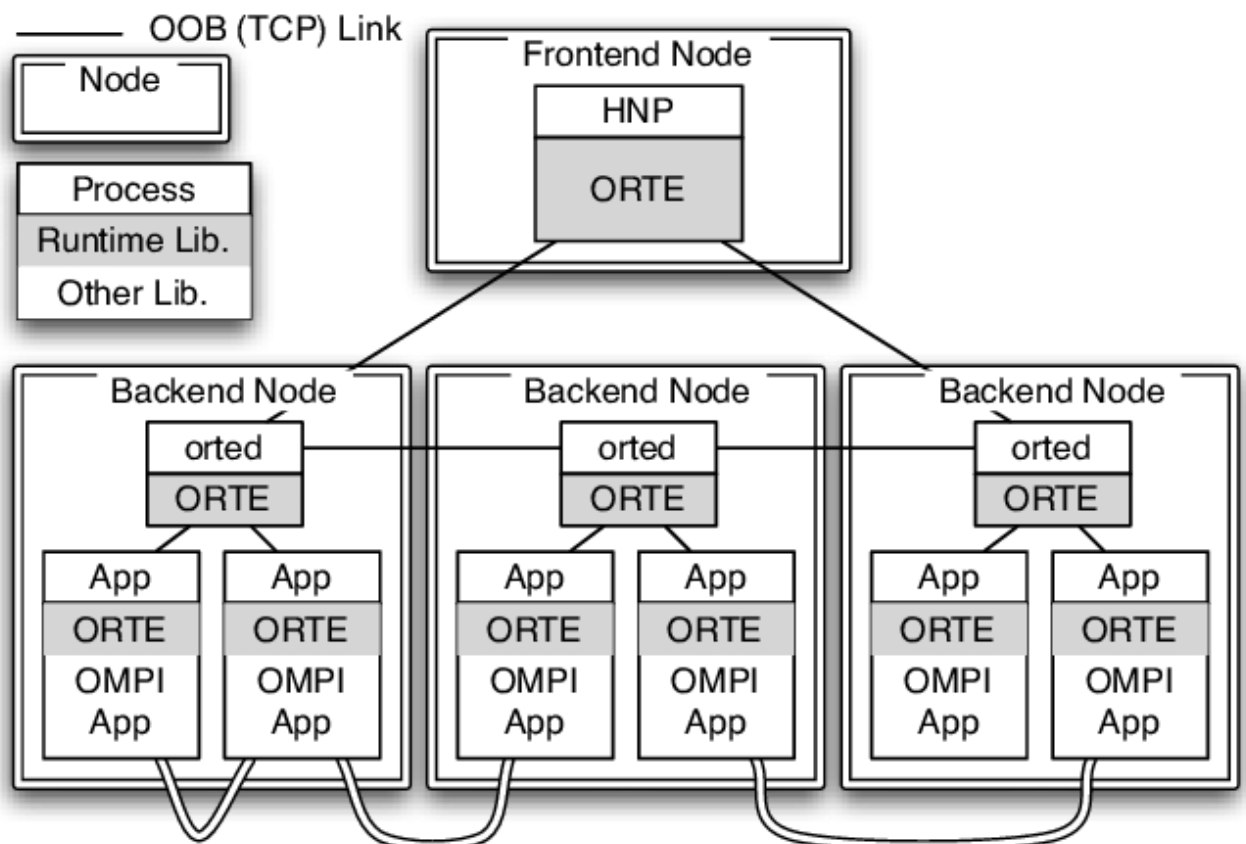 OOB (TCP) Link
Node
Process
Runtime Lib.
Other Lib.
Frontend Node
HNP
ORTE
Backend Node
orted
ORTE
App
ORTE
OMPI
App
App
ORTE
OMPI
App
Backend Node
orted
ORTE
App
ORTE
OMPI
App
App
ORTE
OMPI
App
Backend Node
orted
ORTE
App
ORTE
OMPI
App
App
ORTE
OMPI
App